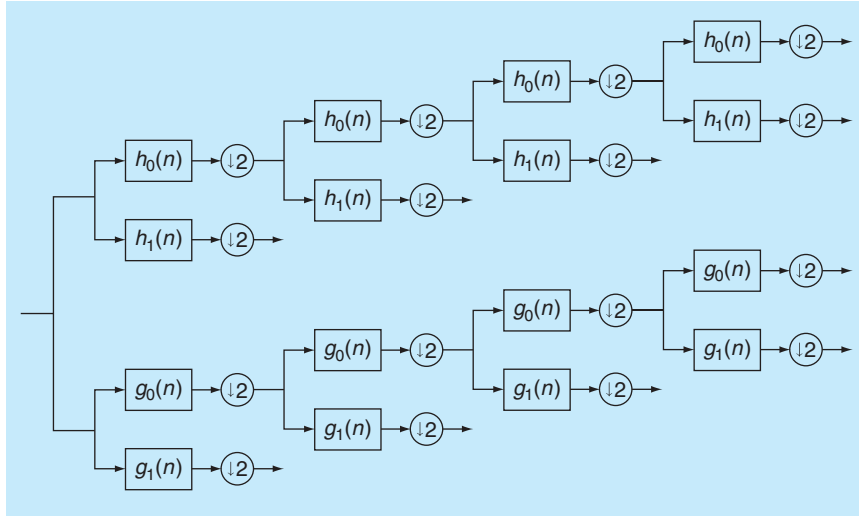 h₀(n) ↓2
h₀(n) ↓2
h₀(n) ↓2 h₁(n) ↓2
h₀(n) ↓2 h₁(n) ↓2
h₁(n) ↓2
h₁(n) ↓2
g₀(n) ↓2
g₀(n) ↓2
g₀(n) ↓2 g₁(n) ↓2
g₀(n) ↓2 g₁(n) ↓2
g₁(n) ↓2
g₁(n) ↓2